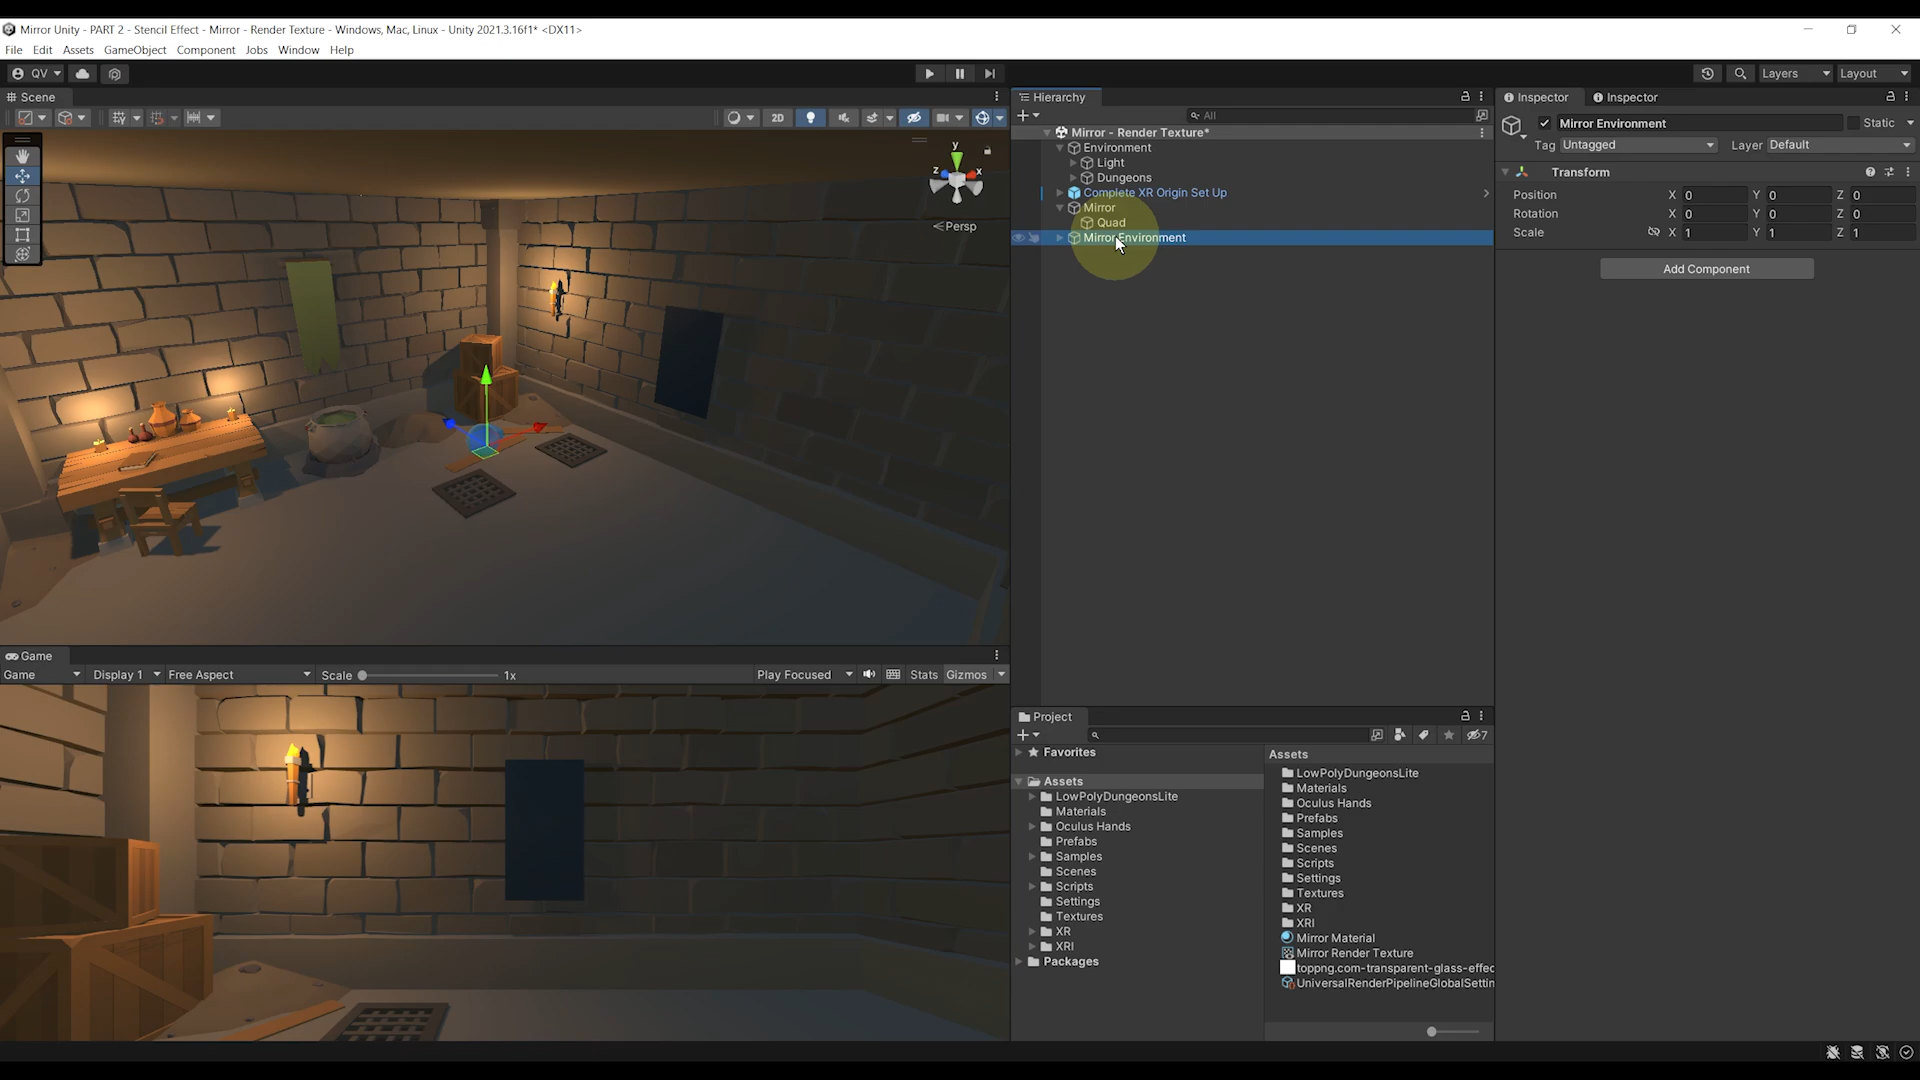 Mirror Unity - PART 2 - Stencil Effect - Mirror - Render Texture - Windows, Mac, Linux - Unity 2021.3.16f1* <DX11>
File Edit Assets GameObject Component Jobs Window Help
QV Layers Layout
Scene
2D
y
z x
Persp
Game
Game Display 1 Free Aspect Scale 1x Play Focused Stats Gizmos
Hierarchy
All
Mirror - Render Texture*
Environment
Light
Dungeons
Complete XR Origin Set Up
Mirror
Quad
Mirror Environment
Project
7
Favorites
Assets
LowPolyDungeonsLite
Materials
Oculus Hands
Prefabs
Samples
Scenes
Scripts
Settings
Textures
XR
XRI
Packages
Assets
LowPolyDungeonsLite
Materials
Oculus Hands
Prefabs
Samples
Scenes
Scripts
Settings
Textures
XR
XRI
Mirror Material
Mirror Render Texture
toppng.com-transparent-glass-effec
UniversalRenderPipelineGlobalSettin
Inspector Inspector
Mirror Environment Static
Tag Untagged Layer Default
Transform
Position X 0 Y 0 Z 0
Rotation X 0 Y 0 Z 0
Scale X 1 Y 1 Z 1
Add Component